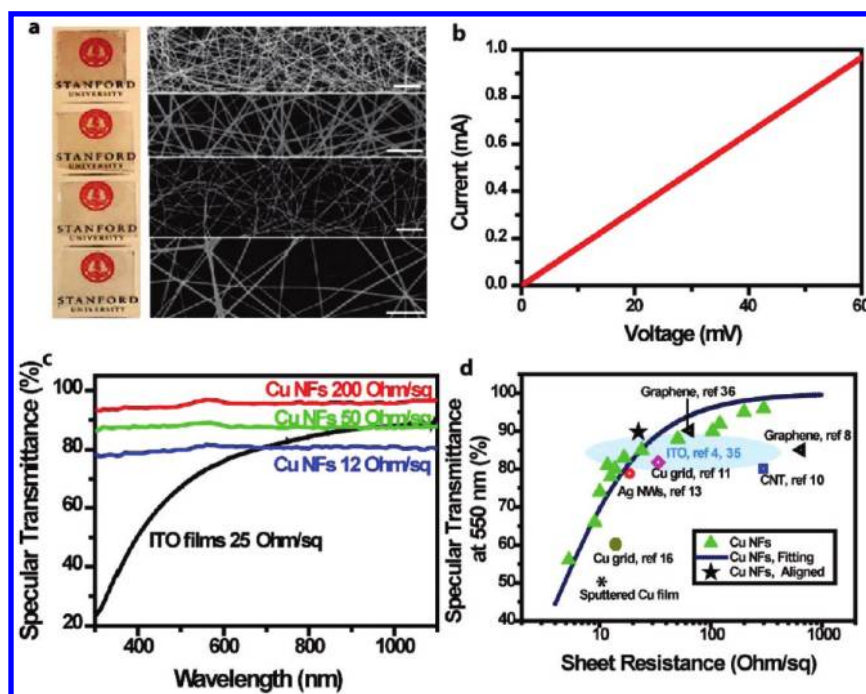 a
STANFORD
UNIVERSITY
STANFORD
UNIVERSITY
STANFORD
UNIVERSITY
STANFORD
UNIVERSITY
b
1.0
0.8
0.6
0.4
0.2
0.0
Current (mA)
0 20 40 60
Voltage (mV)
c
100
80
60
40
20
Specular Transmittance (%)
Cu NFs 200 Ohm/sq
Cu NFs 50 Ohm/sq
Cu NFs 12 Ohm/sq
ITO films 25 Ohm/sq
400 600 800 1000
Wavelength (nm)
d
100
90
80
70
60
50
40
Specular Transmittance
at 550 nm (%)
Graphene, ref 36
Graphene, ref 8
ITO, ref 4, 35
Cu grid, ref 11
CNT, ref 10
Ag NWs, ref 13
Cu grid, ref 16
Sputtered Cu film
Cu NFs
Cu NFs, Fitting
Cu NFs, Aligned
10 100 1000
Sheet Resistance (Ohm/sq)